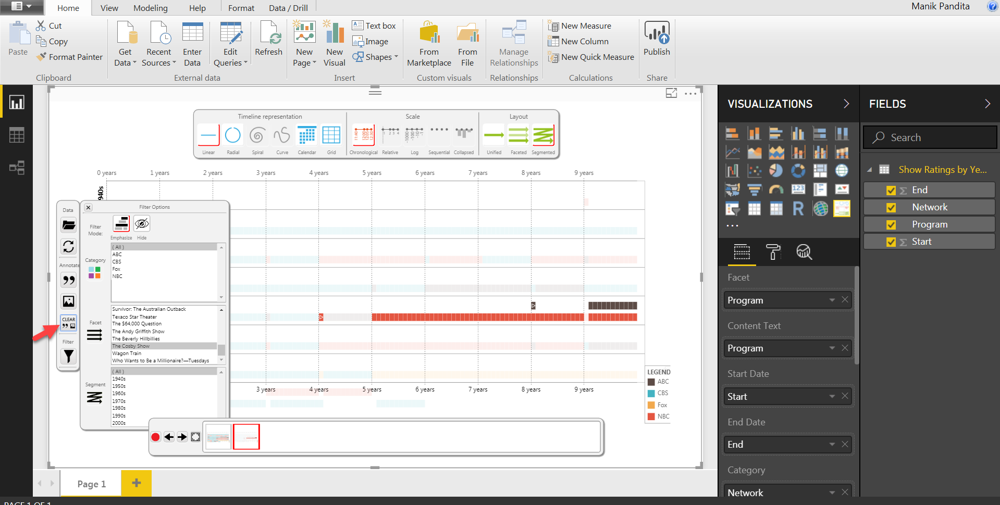 Home View Modeling Help Format Data / Drill Manik Pandita
Paste
Cut
Copy
Format Painter
Clipboard
Get Data
Recent Sources
Enter Data
Edit Queries
Refresh
External data
New Page
New Visual
Text box
Image
Shapes
Insert
From Marketplace
From File
Custom visuals
Manage Relationships
Relationships
New Measure
New Column
New Quick Measure
Calculations
Publish
Share
Timeline representation
Linear Radial Spiral Curve Calendar Grid
Scale
Chronological Relative Log Sequential Collapsed
Layout
Unified Faceted Segmented
0 years 1 years 2 years 3 years 4 years 5 years 6 years 7 years 8 years 9 years
940s
Data
Annotate
CLEAR
Filter
Filter Options
Filter Mode:
Emphasize Hide
Category
( All )
ABC
CBS
Fox
NBC
Facet
Survivor: The Australian Outback
Texaco Star Theater
The $64,000 Question
The Andy Griffith Show
The Beverly Hillbillies
The Cosby Show
Wagon Train
Who Wants to Be a Millionaire?—Tuesdays
Segment
( All )
1940s
1950s
1960s
1970s
1980s
1990s
2000s
3 years 4 years 5 years 6 years 7 years 8 years 9 years
LEGEND
ABC
CBS
Fox
NBC
Page 1
PAGE 1 OF 1
VISUALIZATIONS
123
R
Facet
Program
Content Text
Program
Start Date
Start
End Date
End
Category
Network
FIELDS
Search
Show Ratings by Ye...
End
Network
Program
Start